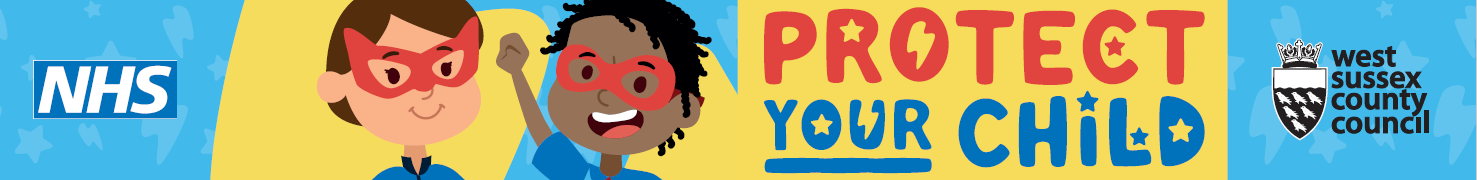 NHS
PROTECT
YOUR CHILD
west
sussex
county
council